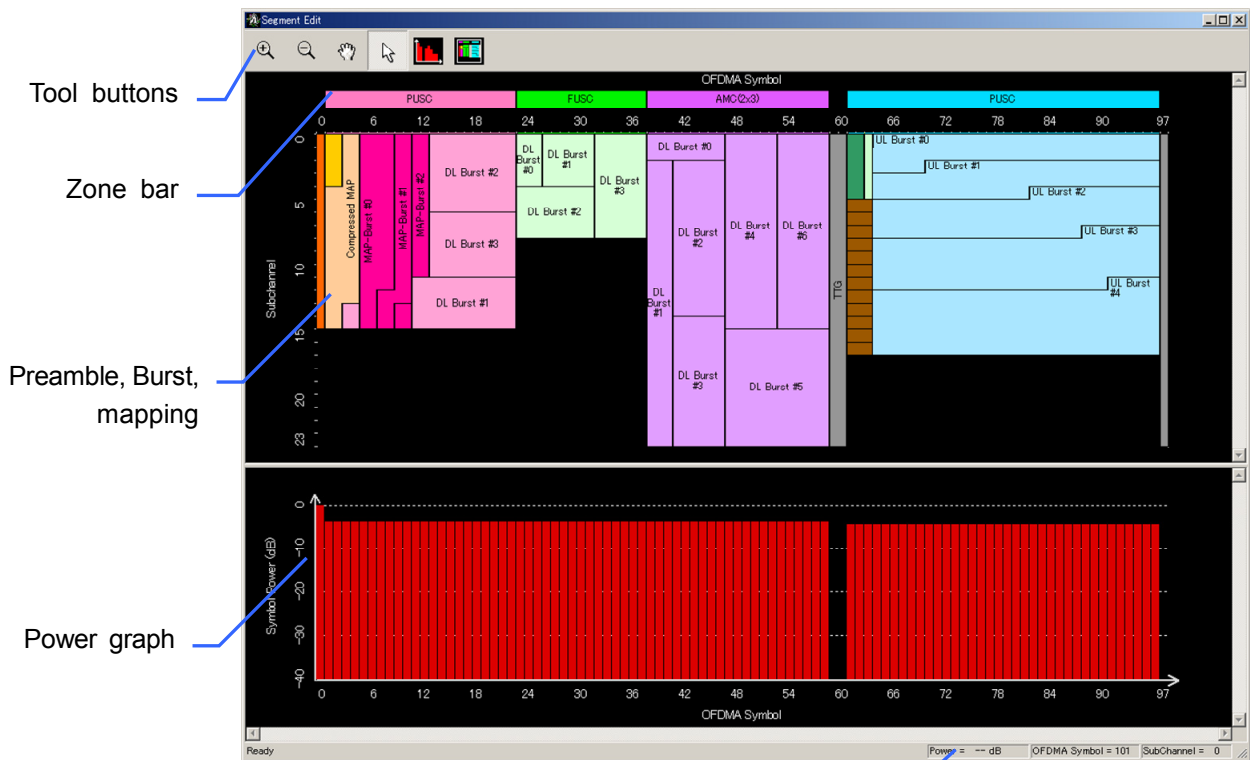 Segment Edit
Tool buttons
Zone bar
Preamble, Burst,
mapping
Power graph
OFDMA Symbol
PUSC
FUSC
AMC(2x3)
PUSC
0 6 12 18 24 30 36 42 48 54 60 66 72 78 84 90 97
Subchannel
0
5
10
15
20
23
Compressed MAP
MAP-Burst #0
MAP-Burst #1
MAP-Burst #2
DL Burst #2
DL Burst #3
DL Burst #1
DL
Burst
#0
DL Burst
#1
DL Burst #2
DL Burst
#3
DL Burst #0
DL
Burst
#1
DL Burst
#2
DL Burst
#3
DL Burst
#4
DL Burst
#6
DL Burst #5
TTG
UL Burst #0
UL Burst #1
UL Burst #2
UL Burst #3
UL Burst
#4
Symbol Power (dB)
0
-10
-20
-30
-40
0 6 12 18 24 30 36 42 48 54 60 66 72 78 84 90 97
OFDMA Symbol
Ready
Power = -- dB
OFDMA Symbol = 101
SubChannel = 0